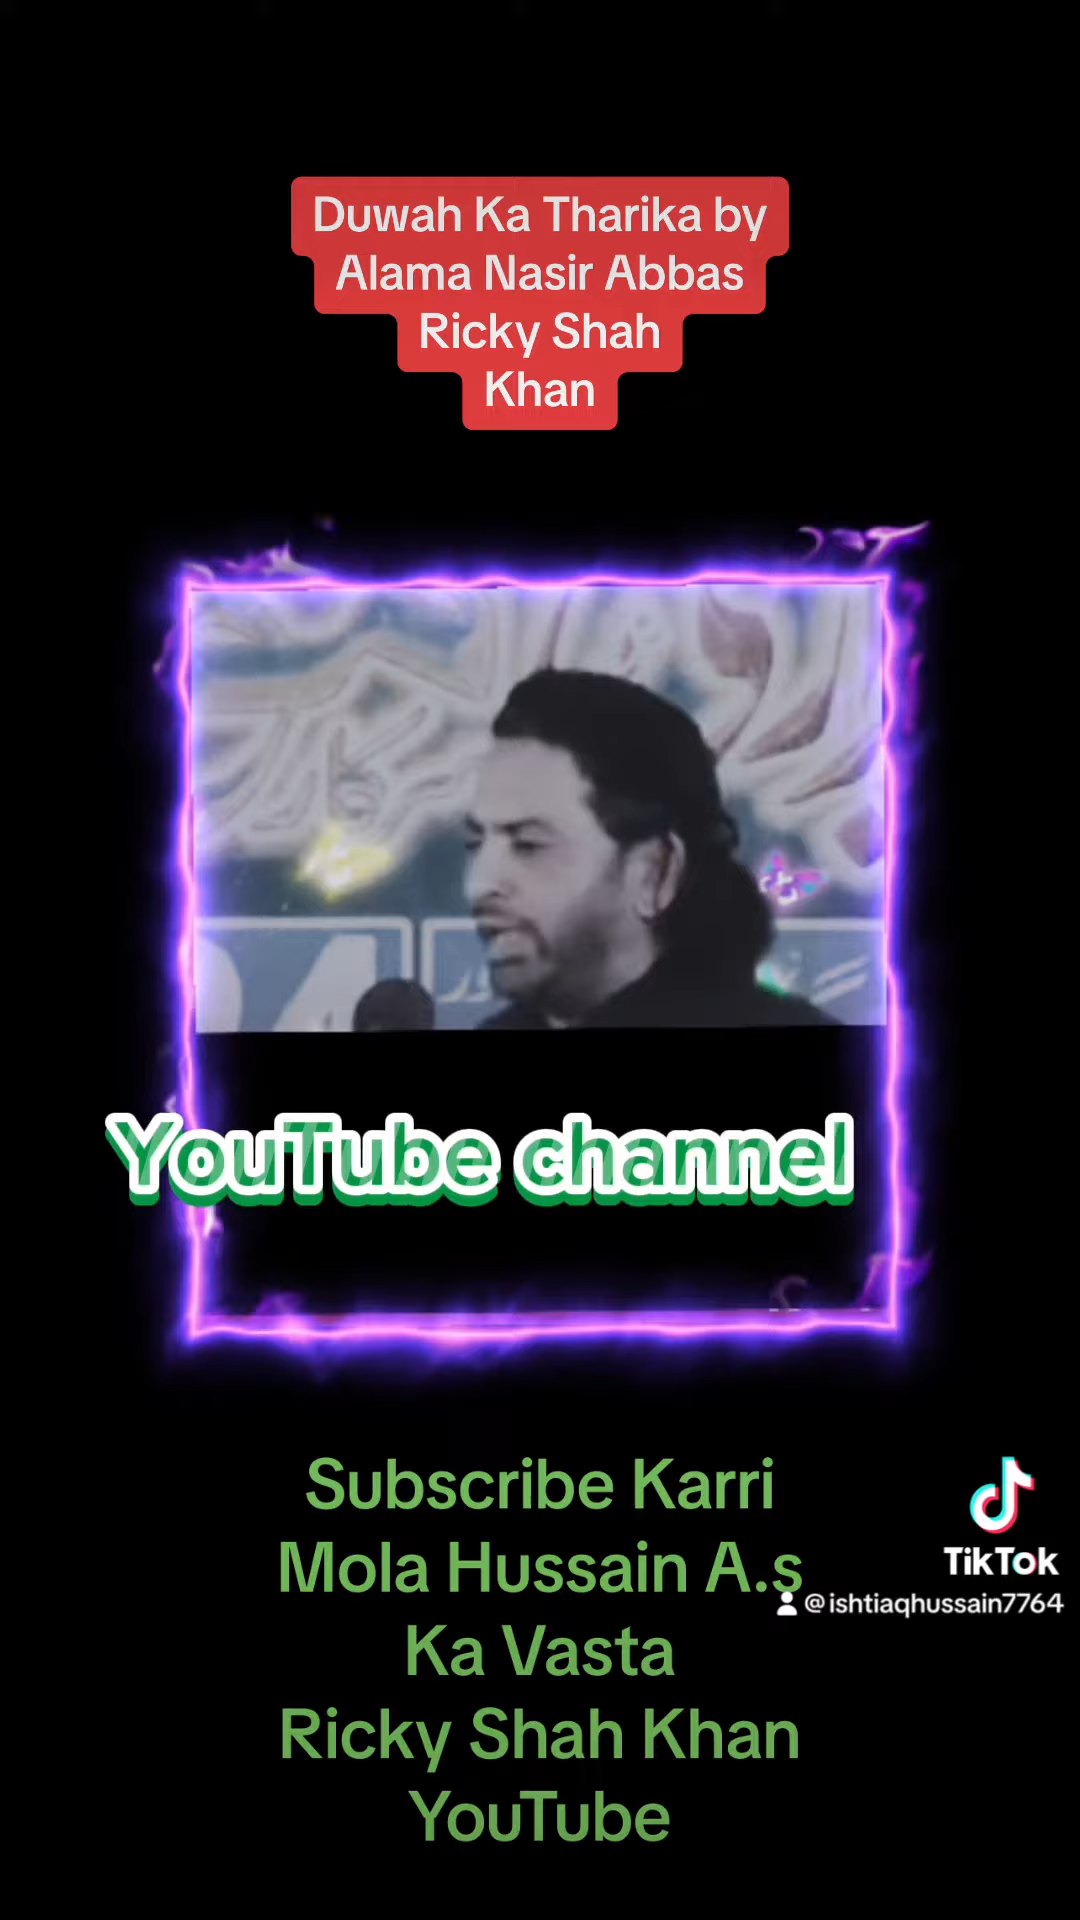 Duwah Ka Tharika by
Alama Nasir Abbas
Ricky Shah
Khan
YouTube channel
Subscribe Karri
Mola Hussain A.s
Ka Vasta
Ricky Shah Khan
YouTube
TikTok
@ishtiaqhussain7764